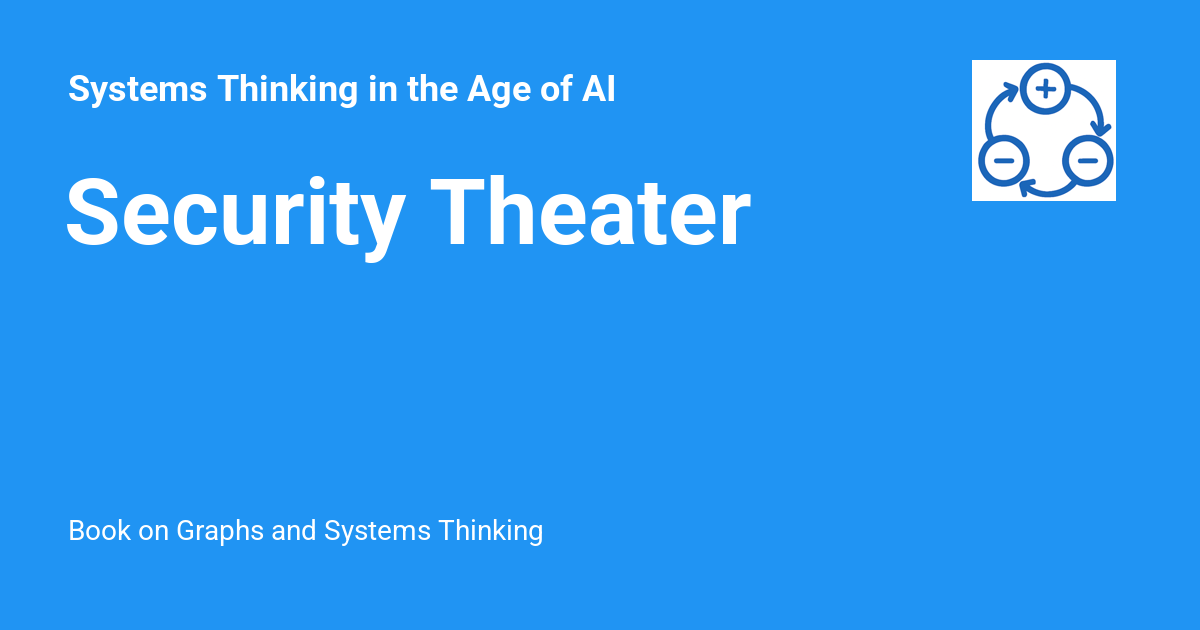 Systems Thinking in the Age of AI
Security Theater
Book on Graphs and Systems Thinking